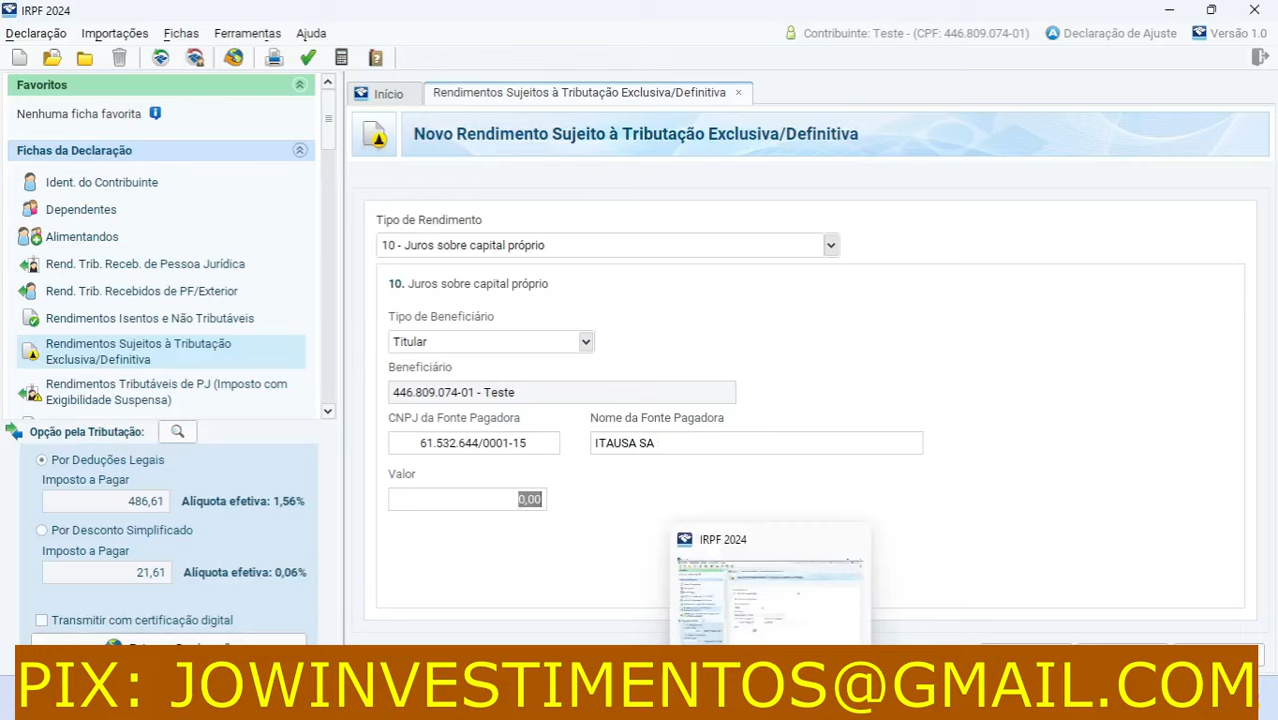 IRPF 2024
Declaração Importações Fichas Ferramentas Ajuda
Contribuinte: Teste - (CPF: 446.809.074-01) Declaração de Ajuste Versão 1.0
Favoritos
Nenhuma ficha favorita
Fichas da Declaração
Ident. do Contribuinte
Dependentes
Alimentandos
Rend. Trib. Receb. de Pessoa Jurídica
Rend. Trib. Recebidos de PF/Exterior
Rendimentos Isentos e Não Tributáveis
Rendimentos Sujeitos à Tributação
Exclusiva/Definitiva
Rendimentos Tributáveis de PJ (Imposto com
Exigibilidade Suspensa)
Opção pela Tributação:
Por Deduções Legais
Imposto a Pagar
486,61 Alíquota efetiva: 1,56%
Por Desconto Simplificado
Imposto a Pagar
21,61 Alíquota efetiva: 0,06%
Transmitir com certificação digital
Início
Rendimentos Sujeitos à Tributação Exclusiva/Definitiva ×
Novo Rendimento Sujeito à Tributação Exclusiva/Definitiva
Tipo de Rendimento
10 - Juros sobre capital próprio
10. Juros sobre capital próprio
Tipo de Beneficiário
Titular
Beneficiário
446.809.074-01 - Teste
CNPJ da Fonte Pagadora Nome da Fonte Pagadora
61.532.644/0001-15 ITAUSA SA
Valor
0,00
IRPF 2024
PIX: JOWINVESTIMENTOS@GMAIL.COM